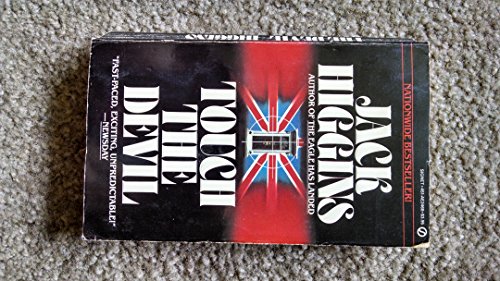 NATIONWIDE BESTSELLER!
JACK
HIGGINS
AUTHOR OF THE EAGLE HAS LANDED
TOUCH
THE
DEVIL
"FAST-PACED, EXCITING, UNPREDICTABLE!"
—NEWSDAY